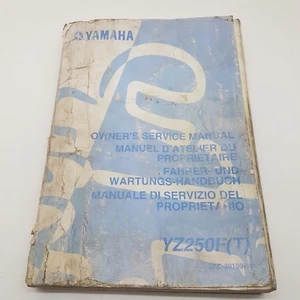 YAMAHA
OWNER'S SERVICE MANUAL
MANUEL D'ATELIER DU
PROPRIETAIRE
FAHRER- UND
WARTUNGS-HANDBUCH
MANUALE DI SERVIZIO DEL
PROPRIETARIO
YZ250F(T)